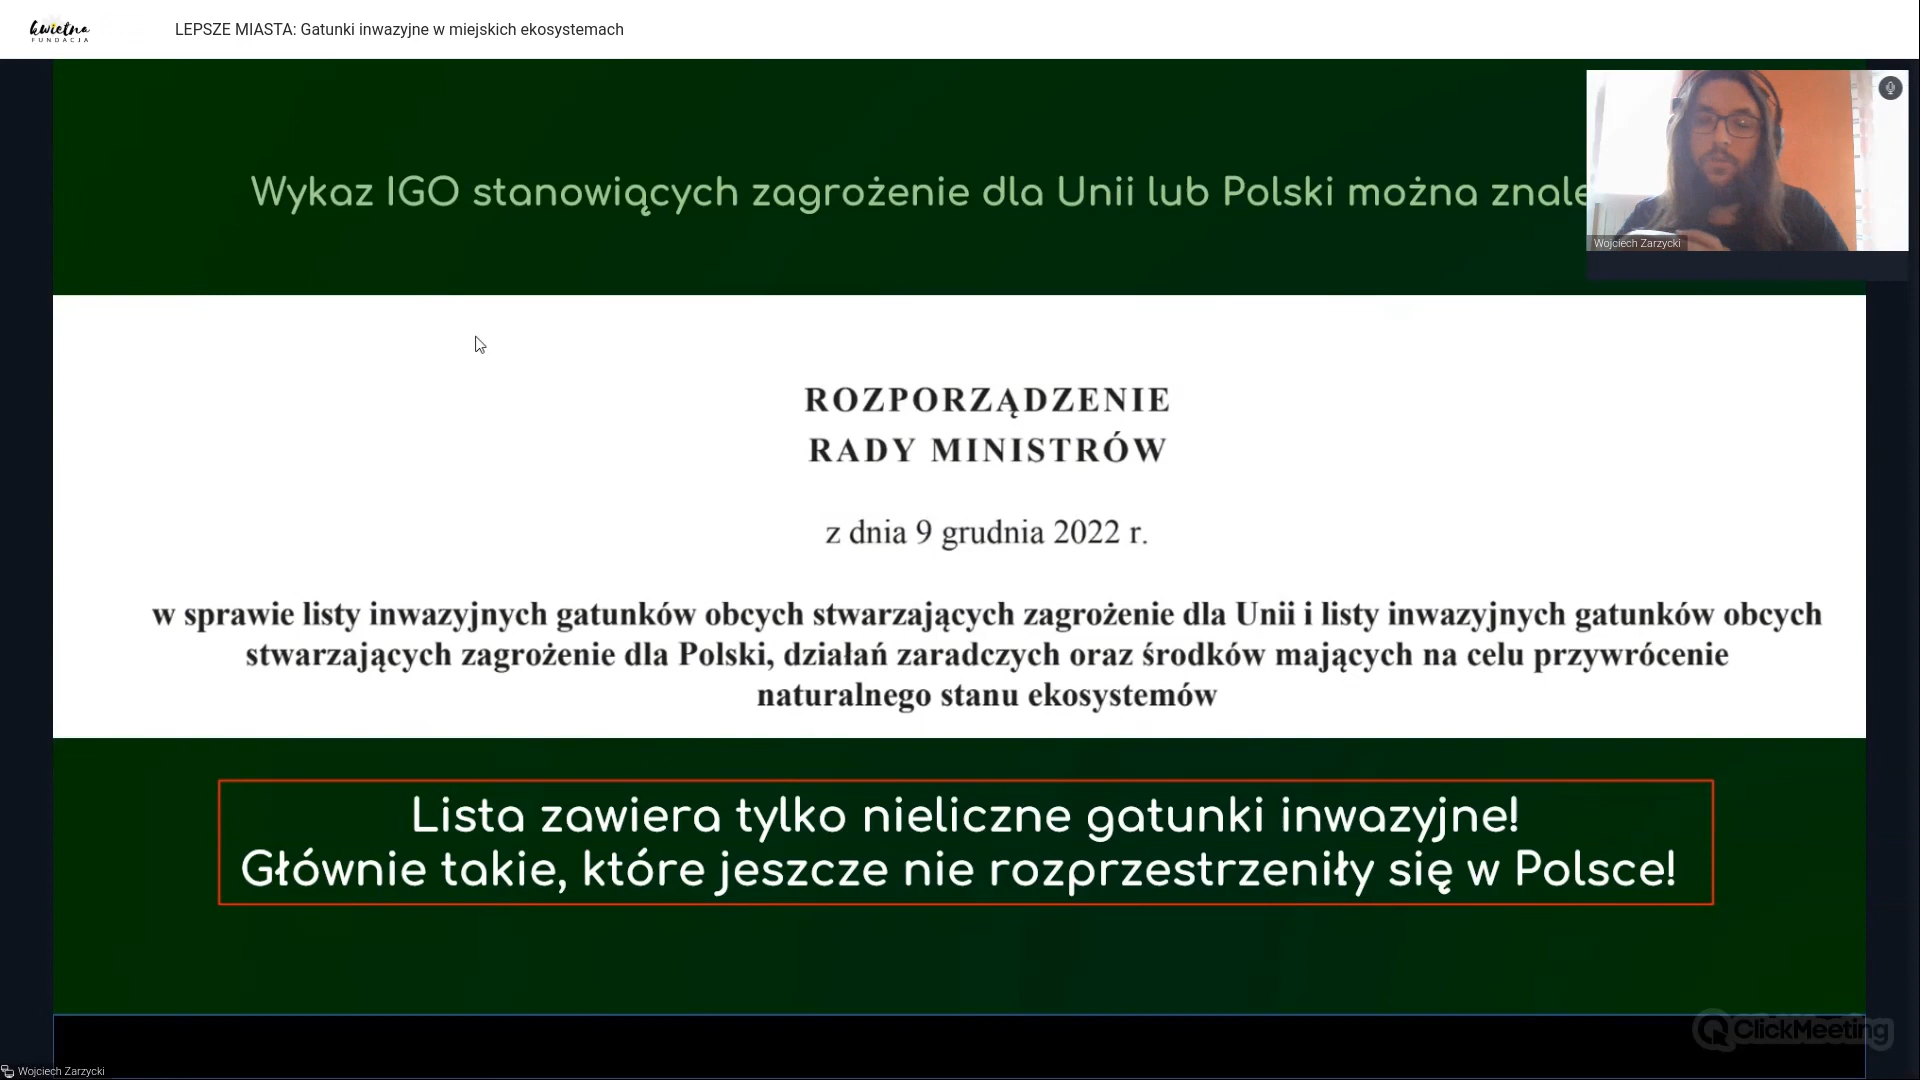 kwietna
FUNDACJA
LEPSZE MIASTA: Gatunki inwazyjne w miejskich ekosystemach
Wykaz IGO stanowiących zagrożenie dla Unii lub Polski można znale
Wojciech Zarzycki
ROZPORZĄDZENIE
RADY MINISTRÓW
z dnia 9 grudnia 2022 r.
w sprawie listy inwazyjnych gatunków obcych stwarzających zagrożenie dla Unii i listy inwazyjnych gatunków obcych
stwarzających zagrożenie dla Polski, działań zaradczych oraz środków mających na celu przywrócenie
naturalnego stanu ekosystemów
Lista zawiera tylko nieliczne gatunki inwazyjne!
Głównie takie, które jeszcze nie rozprzestrzeniły się w Polsce!
ClickMeeting
Wojciech Zarzycki